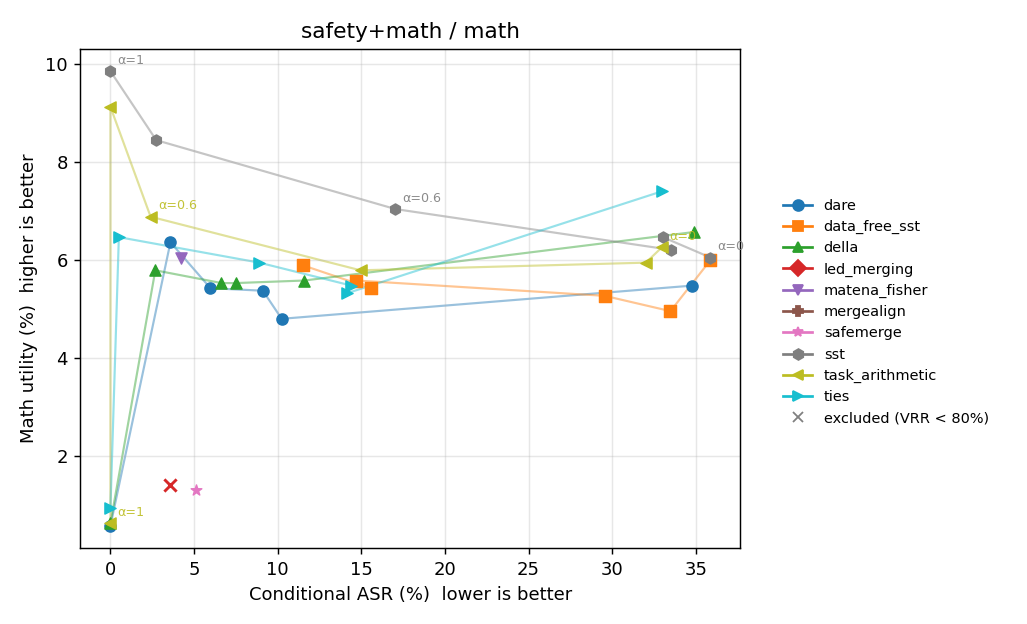 safety+math / math
Math utility (%)  higher is better
10
8
6
4
2
α=1
α=0.6
α=0.6
α=0
α=1
0
5
10
15
20
25
30
35
Conditional ASR (%)  lower is better
dare
data_free_sst
della
led_merging
matena_fisher
mergealign
safemerge
sst
task_arithmetic
ties
excluded (VRR < 80%)